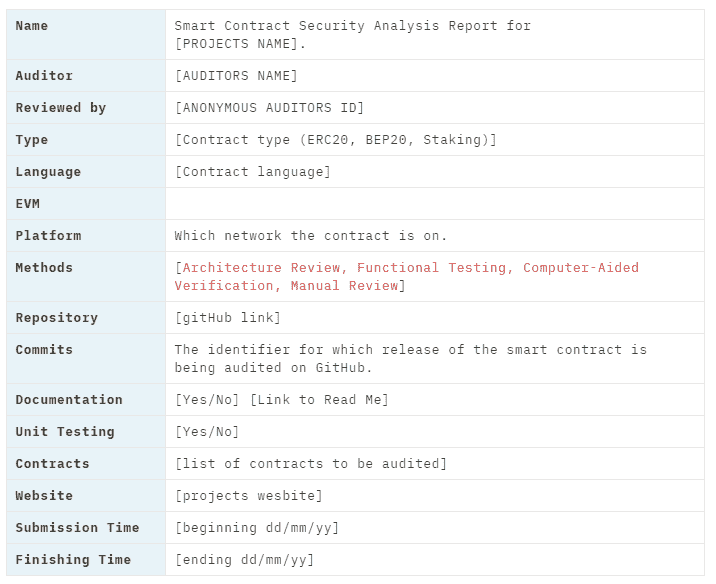 Name Smart Contract Security Analysis Report for
[PROJECTS NAME].
Auditor [AUDITORS NAME]
Reviewed by [ANONYMOUS AUDITORS ID]
Type [Contract type (ERC20, BEP20, Staking)]
Language [Contract language]
EVM
Platform Which network the contract is on.
Methods [Architecture Review, Functional Testing, Computer-Aided
Verification, Manual Review]
Repository [gitHub link]
Commits The identifier for which release of the smart contract is
being audited on GitHub.
Documentation [Yes/No] [Link to Read Me]
Unit Testing [Yes/No]
Contracts [list of contracts to be audited]
Website [projects wesbite]
Submission Time [beginning dd/mm/yy]
Finishing Time [ending dd/mm/yy]